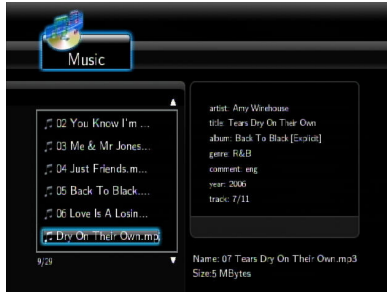 Music
02 You Know I'm ...
03 Me & Mr Jones...
04 Just Friends.m...
05 Back To Black....
06 Love Is A Losin...
Dry On Their Own.mp
9/29
artist: Amy Winehouse
title: Tears Dry On Their Own
album: Back To Black [Explicit]
genre: R&B
comment: eng
year: 2006
track: 7/11
Name: 07 Tears Dry On Their Own.mp3
Size:5 MBytes